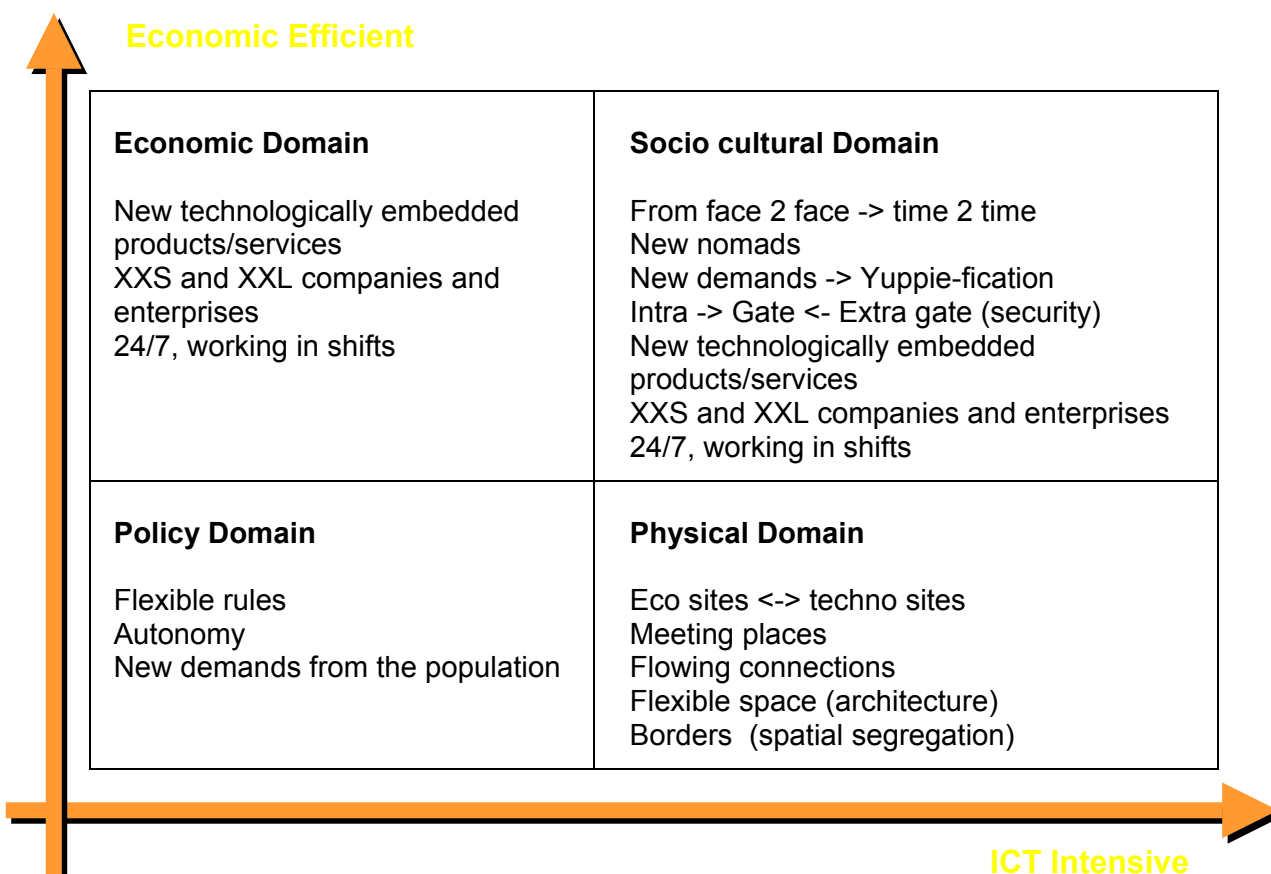 Economic Efficient
Economic Domain
New technologically embedded
products/services
XXS and XXL companies and
enterprises
24/7, working in shifts
Socio cultural Domain
From face 2 face -> time 2 time
New nomads
New demands -> Yuppie-fication
Intra -> Gate <- Extra gate (security)
New technologically embedded
products/services
XXS and XXL companies and enterprises
24/7, working in shifts
Policy Domain
Flexible rules
Autonomy
New demands from the population
Physical Domain
Eco sites <-> techno sites
Meeting places
Flowing connections
Flexible space (architecture)
Borders  (spatial segregation)
ICT Intensive